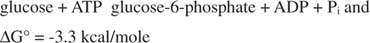 glucose + ATP glucose-6-phosphate + ADP + Pᵢ and
ΔG° = -3.3 kcal/mole